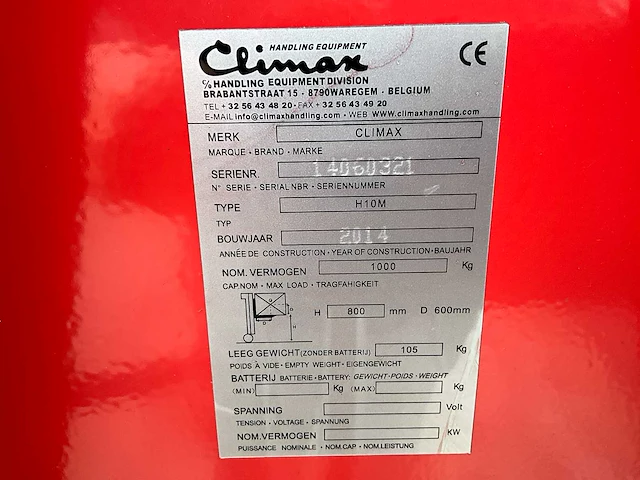 HANDLING EQUIPMENT
Climax
CE
c/o HANDLING EQUIPMENT DIVISION
BRABANTSTRAAT 15 - 8790WAREGEM - BELGIUM
TEL + 32 56 43 48 20 - FAX + 32 56 43 49 20
E-MAIL info@climaxhandling.com • WEB www.climaxhandling.com
MERK CLIMAX
MARQUE • BRAND • MARKE
SERIENR. 14060321
N° SERIE • SERIAL NBR • SERIENNUMMER
TYPE H10M
TYP
BOUWJAAR 2014
ANNÉE DE CONSTRUCTION • YEAR OF CONSTRUCTION • BAUJAHR
NOM. VERMOGEN 1000 Kg
CAP.NOM • MAX LOAD • TRAGFAHIGKEIT
H 800 mm D 600mm
LEEG GEWICHT (ZONDER BATTERIJ) 105 Kg
POIDS À VIDE • EMPTY WEIGHT • EIGENGEWICHT
BATTERIJ BATTERIE • BATTERY: GEWICHT • POIDS • WEIGHT
(MIN) Kg (MAX) Kg
SPANNING Volt
TENSION • VOLTAGE • SPANNUNG
NOM. VERMOGEN KW
PUISSANCE NOMINALE • NOM.CAP • NOM.LEISTUNG